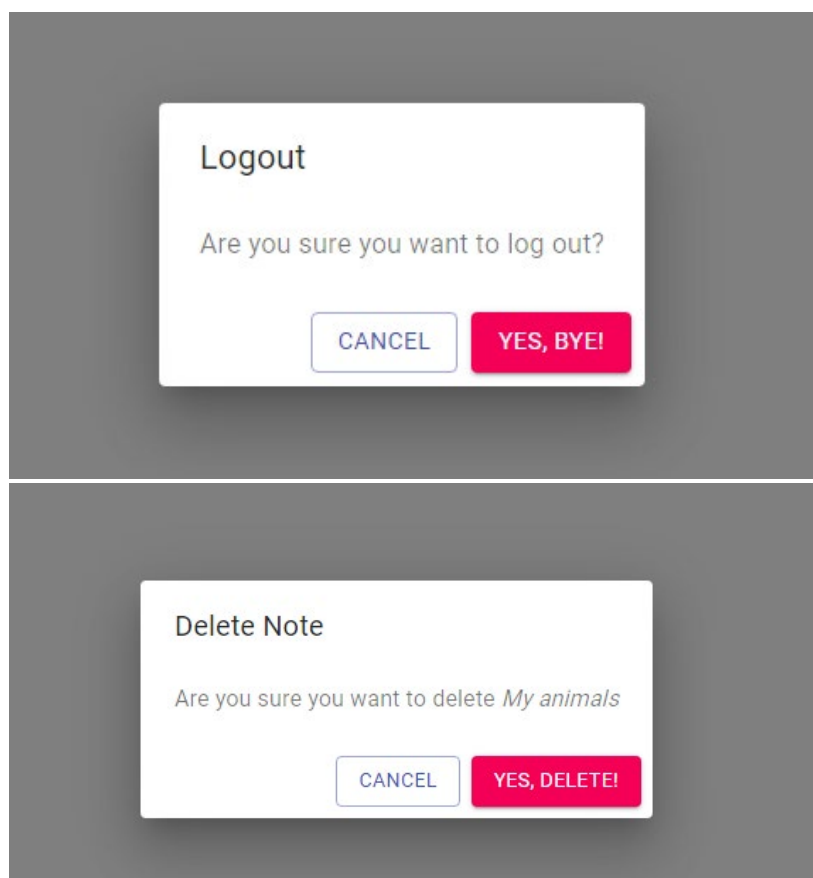 Logout
Are you sure you want to log out?
CANCEL YES, BYE!
Delete Note
Are you sure you want to delete My animals
CANCEL YES, DELETE!